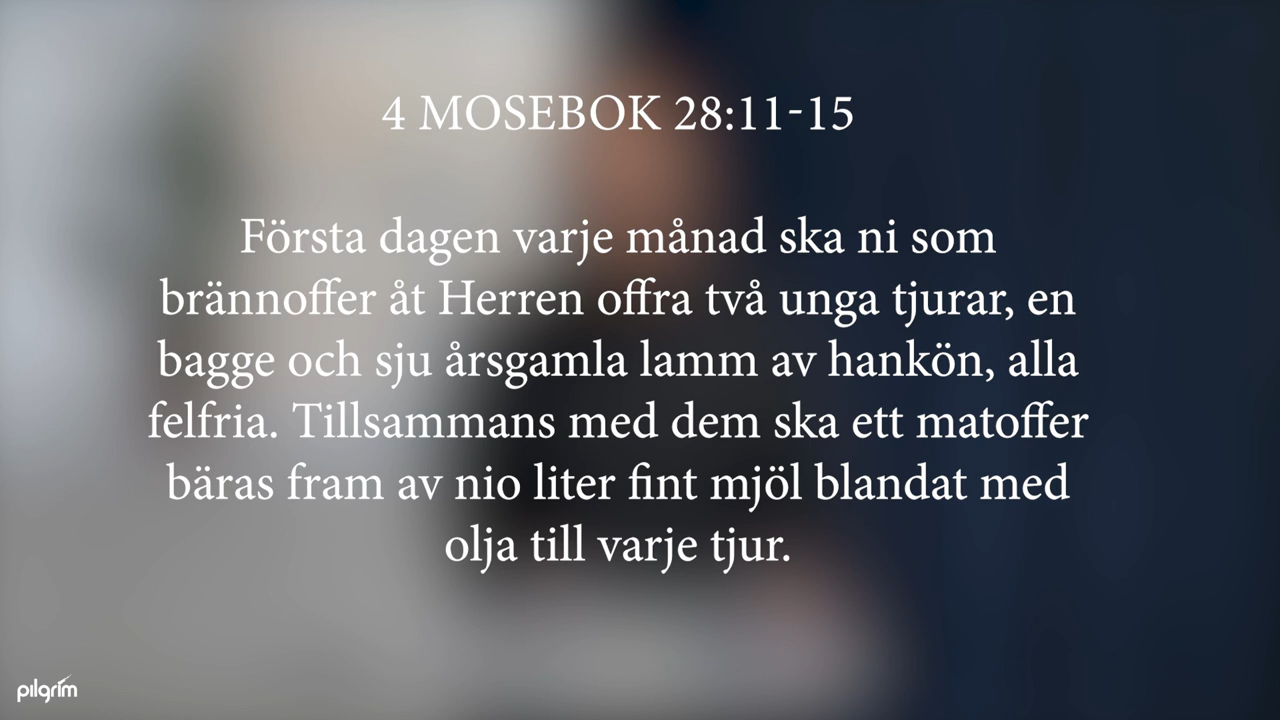 4 MOSEBOK 28:11-15
Första dagen varje månad ska ni som
brännoffer åt Herren offra två unga tjurar, en
bagge och sju årsgamla lamm av hankön, alla
felfria. Tillsammans med dem ska ett matoffer
bäras fram av nio liter fint mjöl blandat med
olja till varje tjur.
pilgrim